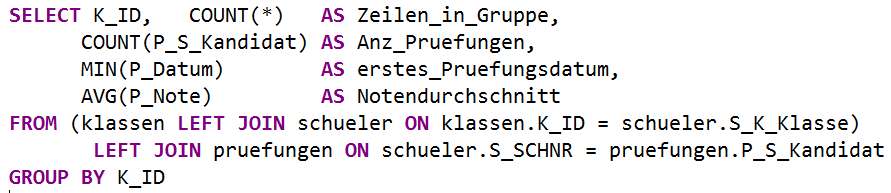 SELECT K_ID,   COUNT(*)   AS Zeilen_in_Gruppe,
      COUNT(P_S_Kandidat) AS Anz_Pruefungen,
      MIN(P_Datum)        AS erstes_Pruefungsdatum,
      AVG(P_Note)         AS Notendurchschnitt
FROM (klassen LEFT JOIN schueler ON klassen.K_ID = schueler.S_K_Klasse)
       LEFT JOIN pruefungen ON schueler.S_SCHNR = pruefungen.P_S_Kandidat
GROUP BY K_ID